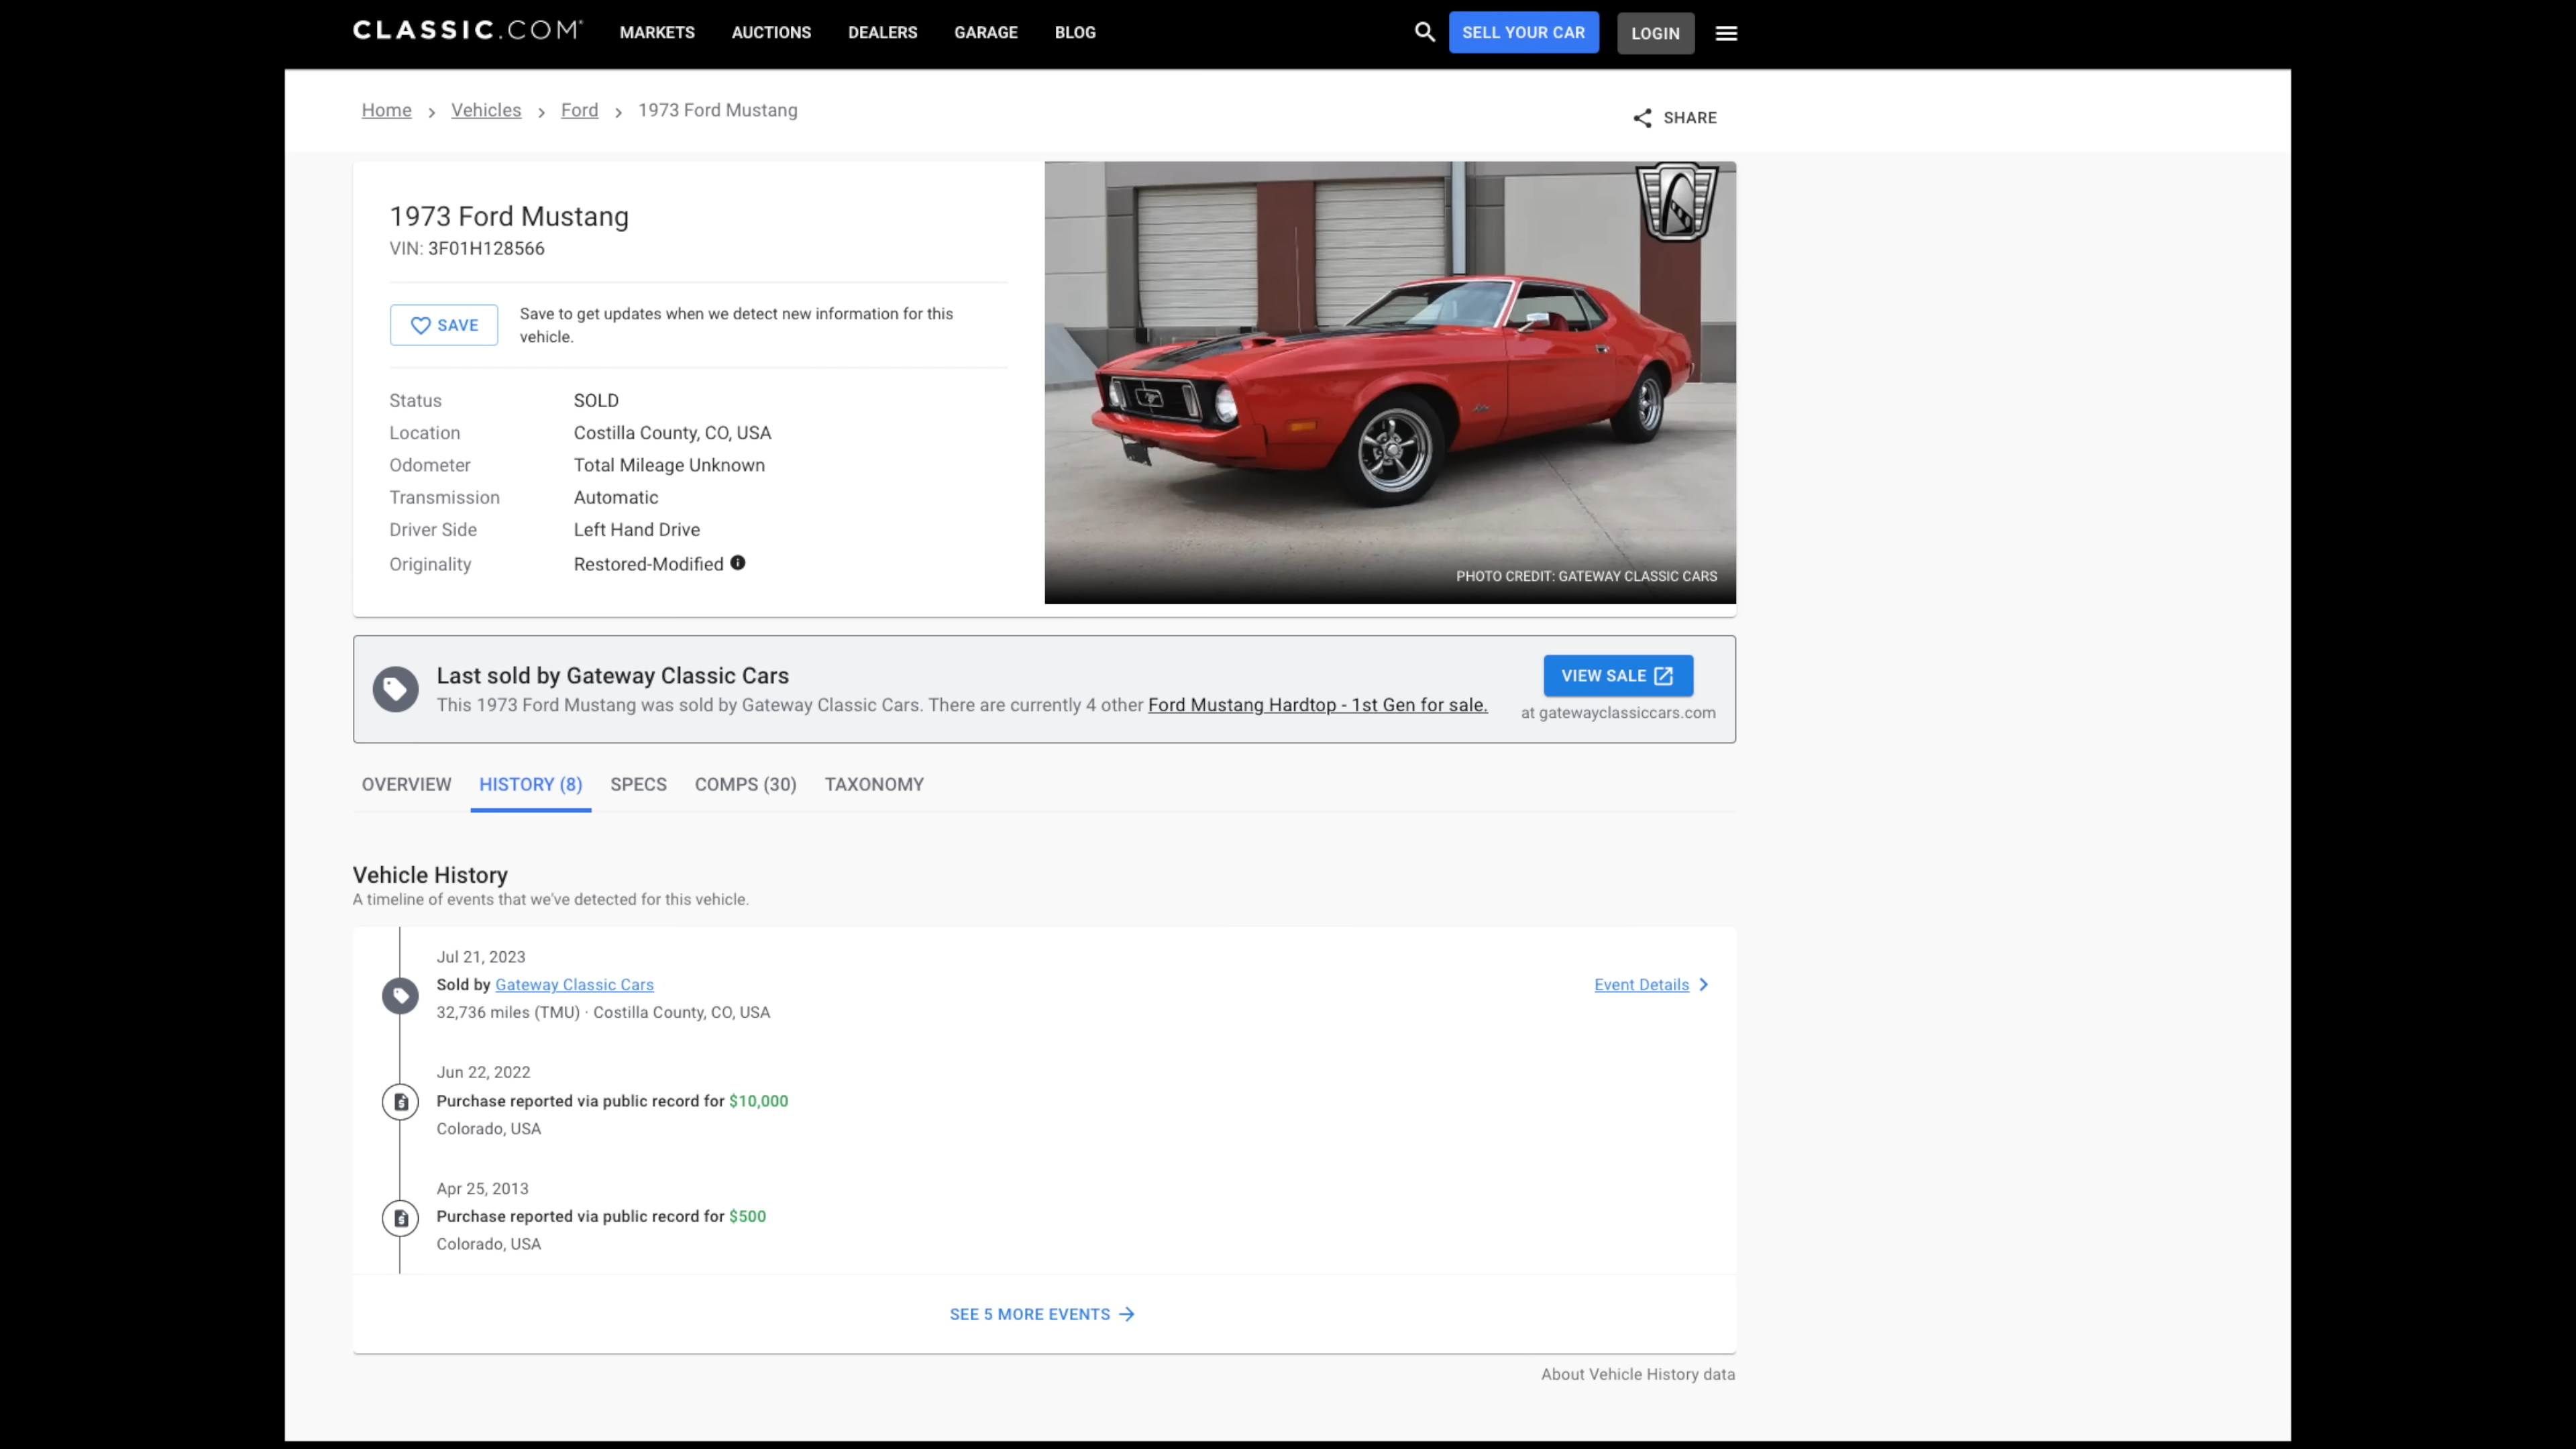 CLASSIC.COM
MARKETS
AUCTIONS
DEALERS
GARAGE
BLOG
SELL YOUR CAR
LOGIN
Home > Vehicles > Ford > 1973 Ford Mustang
SHARE
1973 Ford Mustang
VIN: 3F01H128566
SAVE
Save to get updates when we detect new information for this
vehicle.
Status SOLD
Location Costilla County, CO, USA
Odometer Total Mileage Unknown
Transmission Automatic
Driver Side Left Hand Drive
Originality Restored-Modified
PHOTO CREDIT: GATEWAY CLASSIC CARS
Last sold by Gateway Classic Cars
This 1973 Ford Mustang was sold by Gateway Classic Cars. There are currently 4 other Ford Mustang Hardtop - 1st Gen for sale.
VIEW SALE
at gatewayclassiccars.com
OVERVIEW
HISTORY (8)
SPECS
COMPS (30)
TAXONOMY
Vehicle History
A timeline of events that we've detected for this vehicle.
Jul 21, 2023
Sold by Gateway Classic Cars
Event Details
32,736 miles (TMU) · Costilla County, CO, USA
Jun 22, 2022
Purchase reported via public record for $10,000
Colorado, USA
Apr 25, 2013
Purchase reported via public record for $500
Colorado, USA
SEE 5 MORE EVENTS
About Vehicle History data